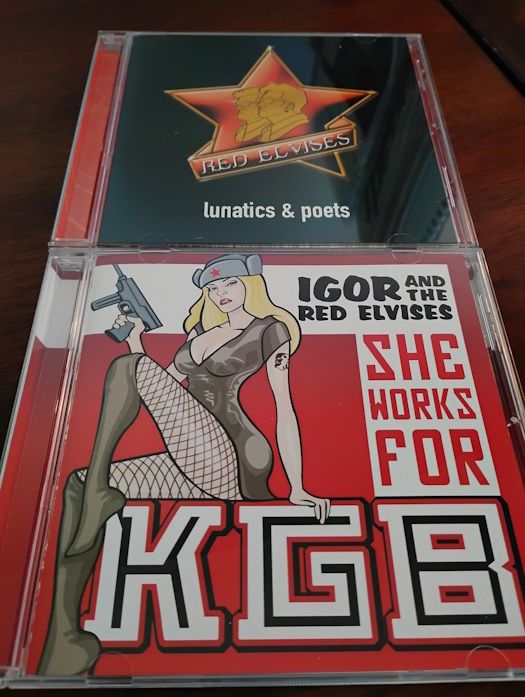 RED ELVISES
lunatics & poets
IGOR AND THE
RED ELVISES
SHE
WORKS
FOR
KGB